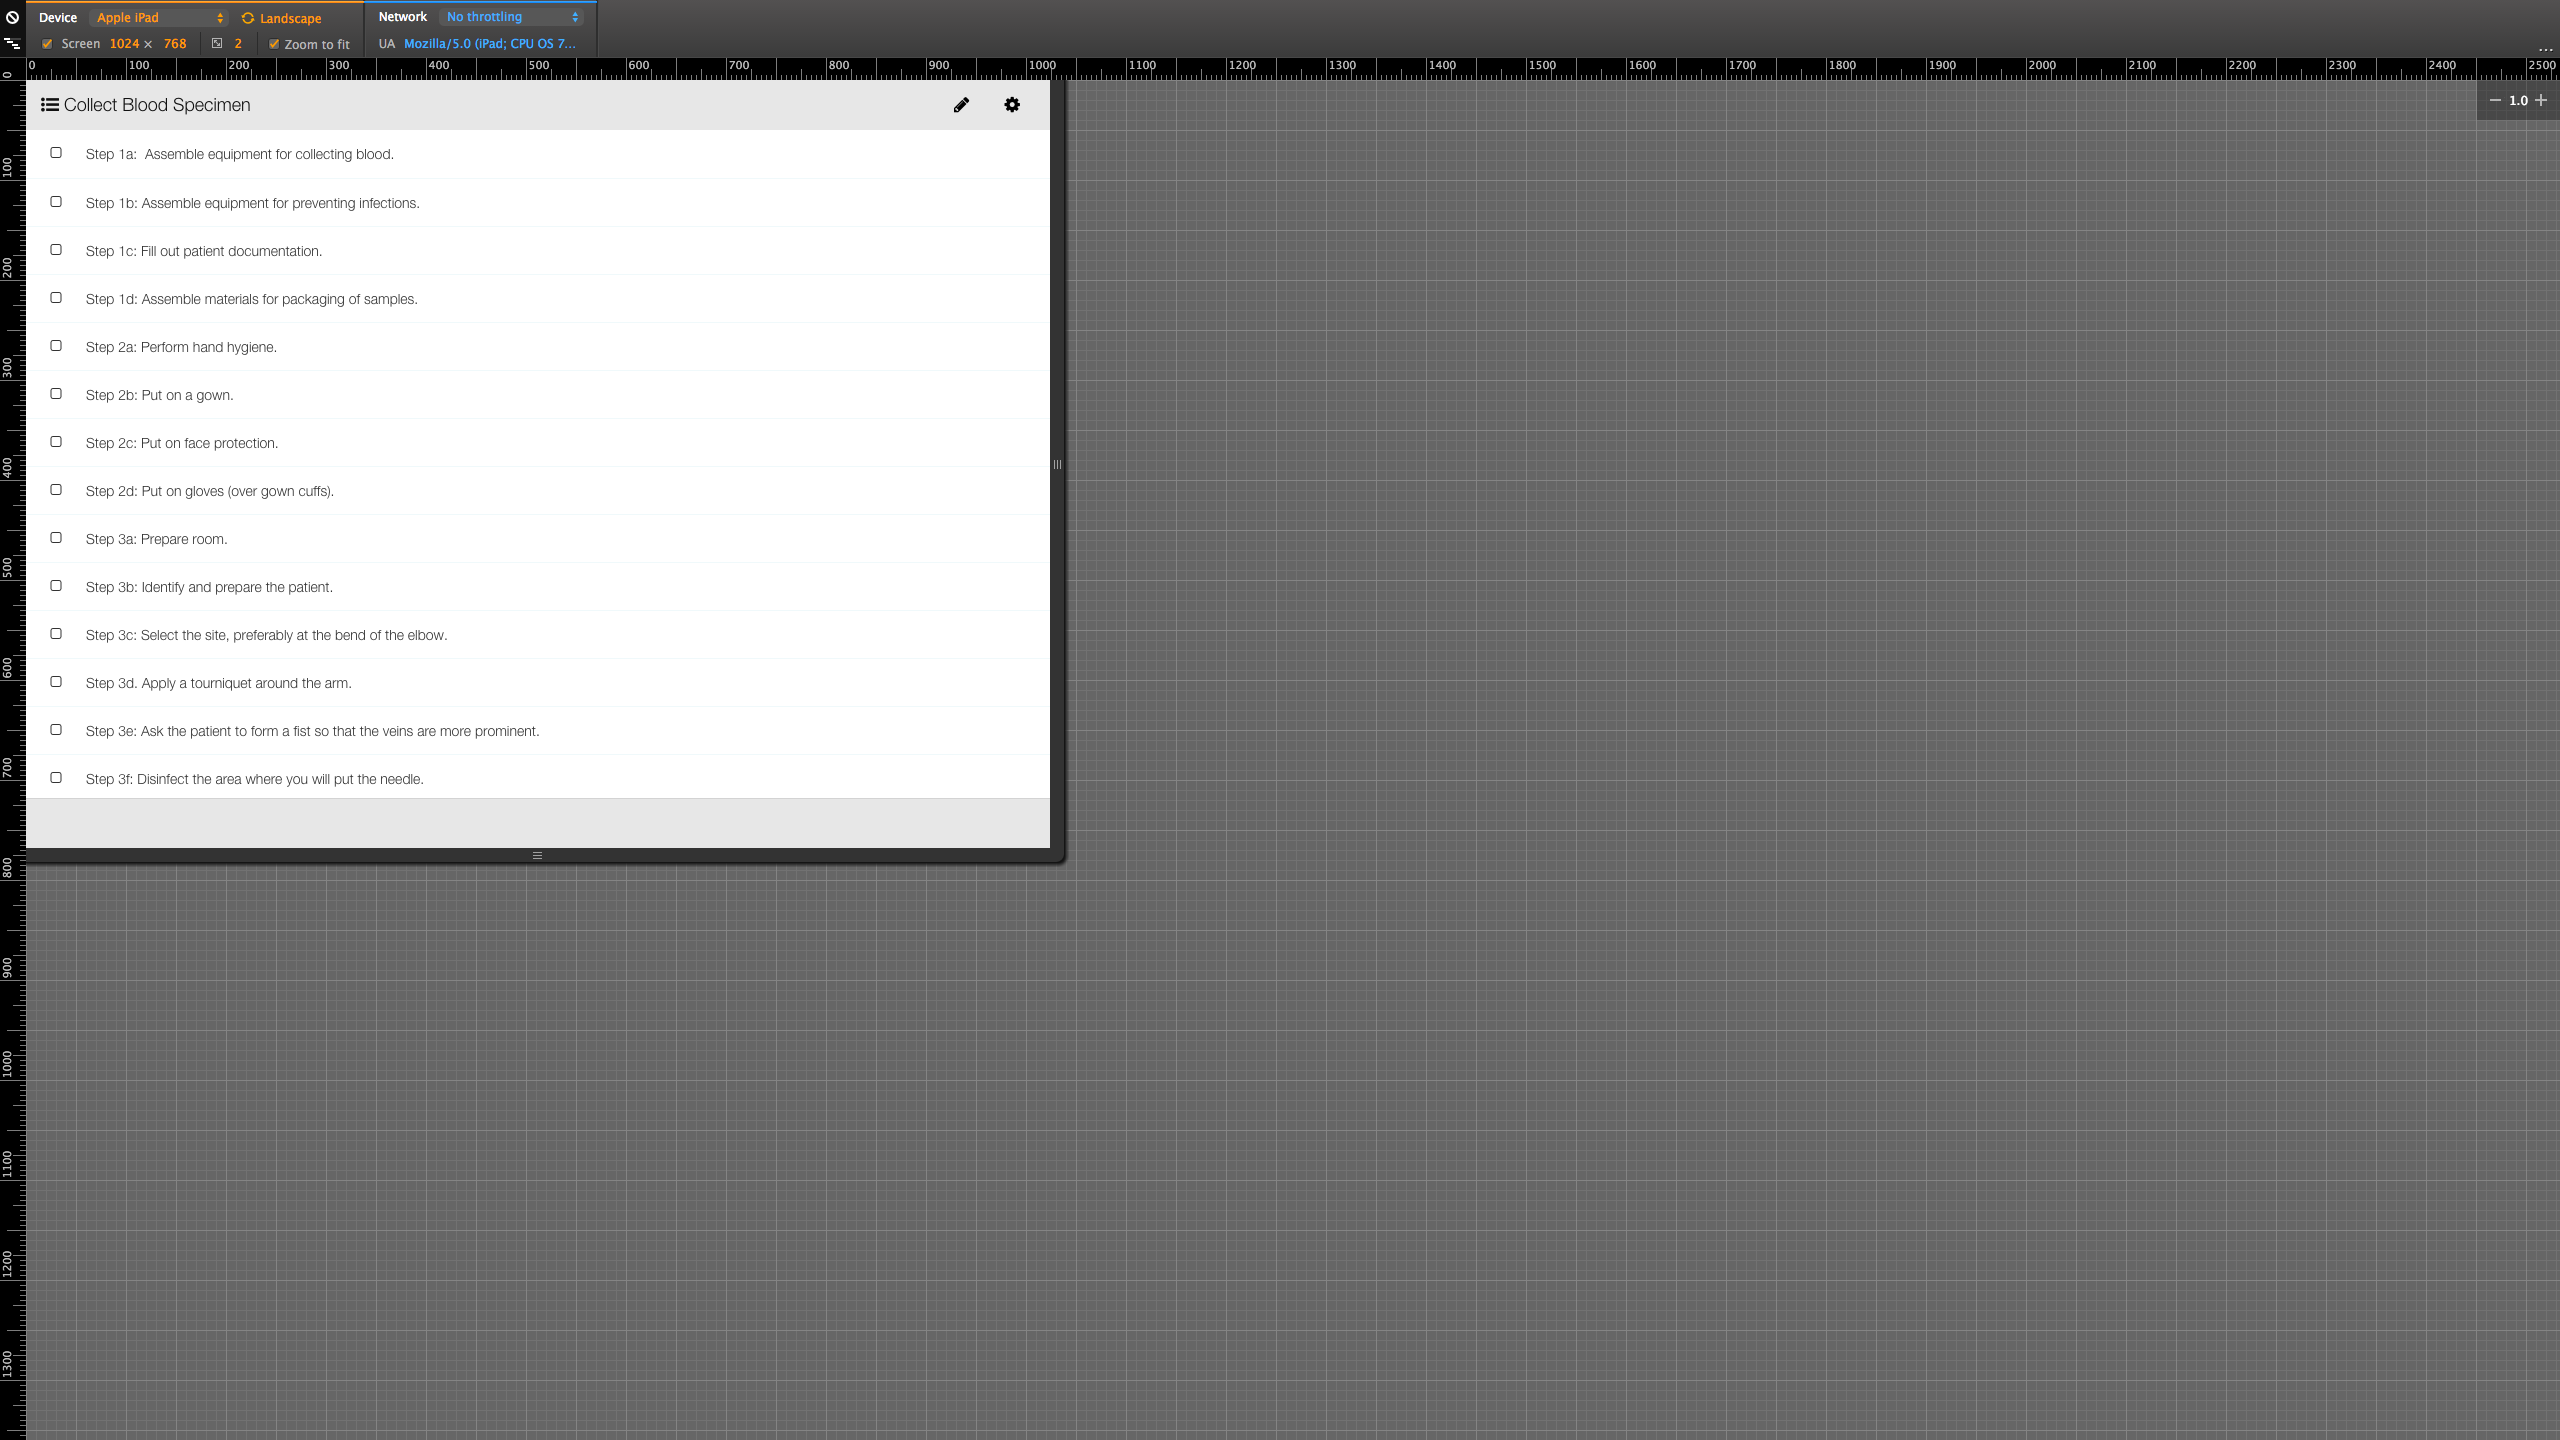 Device Apple iPad Landscape Network No throttling
Screen 1024 × 768 2 Zoom to fit UA Mozilla/5.0 (iPad; CPU OS 7...
...
0 100 200 300 400 500 600 700 800 900 1000 1100 1200 1300 1400 1500 1600 1700 1800 1900 2000 2100 2200 2300 2400 2500
Collect Blood Specimen
1.0
Step 1a: Assemble equipment for collecting blood.
Step 1b: Assemble equipment for preventing infections.
Step 1c: Fill out patient documentation.
Step 1d: Assemble materials for packaging of samples.
Step 2a: Perform hand hygiene.
Step 2b: Put on a gown.
Step 2c: Put on face protection.
Step 2d: Put on gloves (over gown cuffs).
Step 3a: Prepare room.
Step 3b: Identify and prepare the patient.
Step 3c: Select the site, preferably at the bend of the elbow.
Step 3d. Apply a tourniquet around the arm.
Step 3e: Ask the patient to form a fist so that the veins are more prominent.
Step 3f: Disinfect the area where you will put the needle.
0
100
200
300
400
500
600
700
800
900
1000
1100
1200
1300